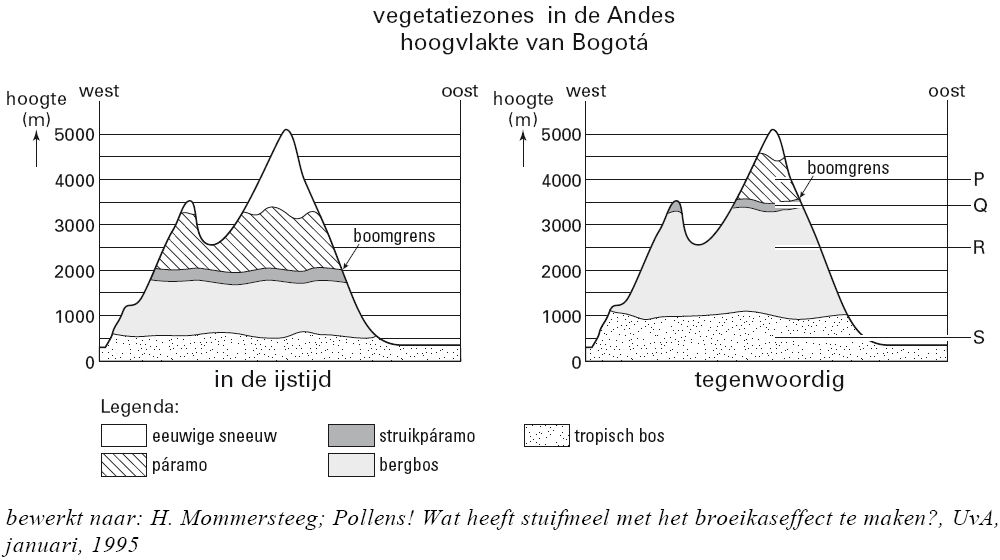 vegetatiezones in de Andes
hoogvlakte van Bogotá
hoogte
(m)
west
oost
5000
4000
3000
2000
1000
0
boomgrens
in de ijstijd
hoogte
(m)
west
oost
5000
4000
3000
2000
1000
0
boomgrens
P
Q
R
S
tegenwoordig
Legenda:
eeuwige sneeuw
struikpáramo
tropisch bos
páramo
bergbos
bewerkt naar: H. Mommersteeg; Pollens! Wat heeft stuifmeel met het broeikaseffect te maken?, UvA,
januari, 1995